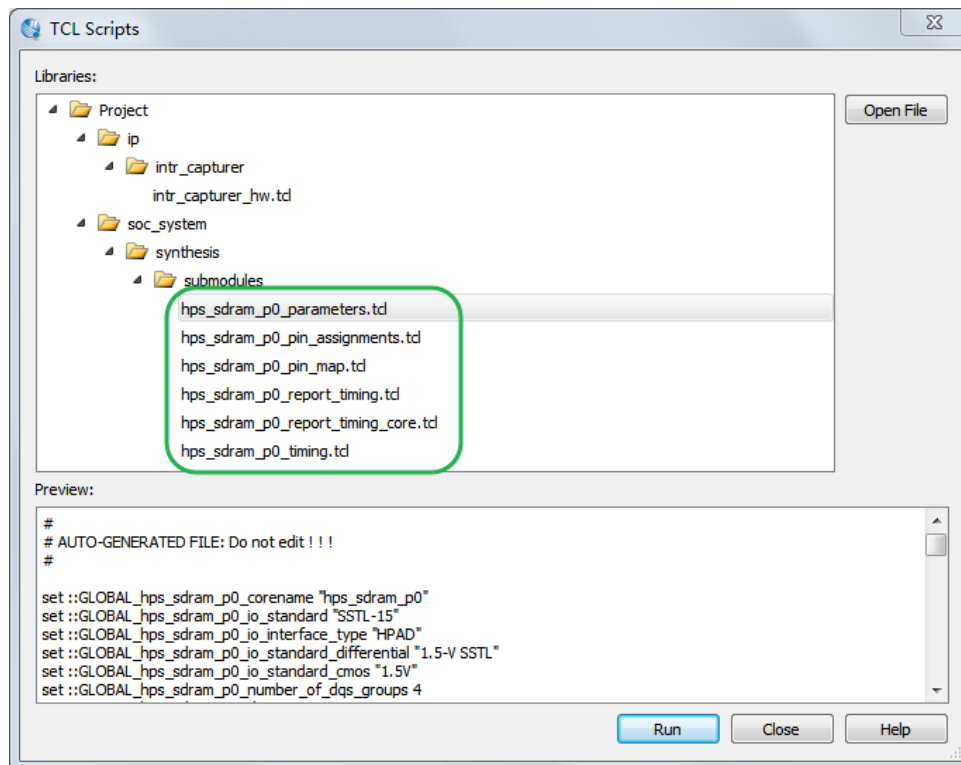 TCL Scripts
Libraries:
Project
Open File
ip
intr_capturer
intr_capturer_hw.tcl
soc_system
synthesis
submodules
hps_sdram_p0_parameters.tcl
hps_sdram_p0_pin_assignments.tcl
hps_sdram_p0_pin_map.tcl
hps_sdram_p0_report_timing.tcl
hps_sdram_p0_report_timing_core.tcl
hps_sdram_p0_timing.tcl
Preview:
#
# AUTO-GENERATED FILE: Do not edit ! ! !
#
set ::GLOBAL_hps_sdram_p0_corename "hps_sdram_p0"
set ::GLOBAL_hps_sdram_p0_io_standard "SSTL-15"
set ::GLOBAL_hps_sdram_p0_io_interface_type "HPAD"
set ::GLOBAL_hps_sdram_p0_io_standard_differential "1.5-V SSTL"
set ::GLOBAL_hps_sdram_p0_io_standard_cmos "1.5V"
set ::GLOBAL_hps_sdram_p0_number_of_dqs_groups 4
Run
Close
Help